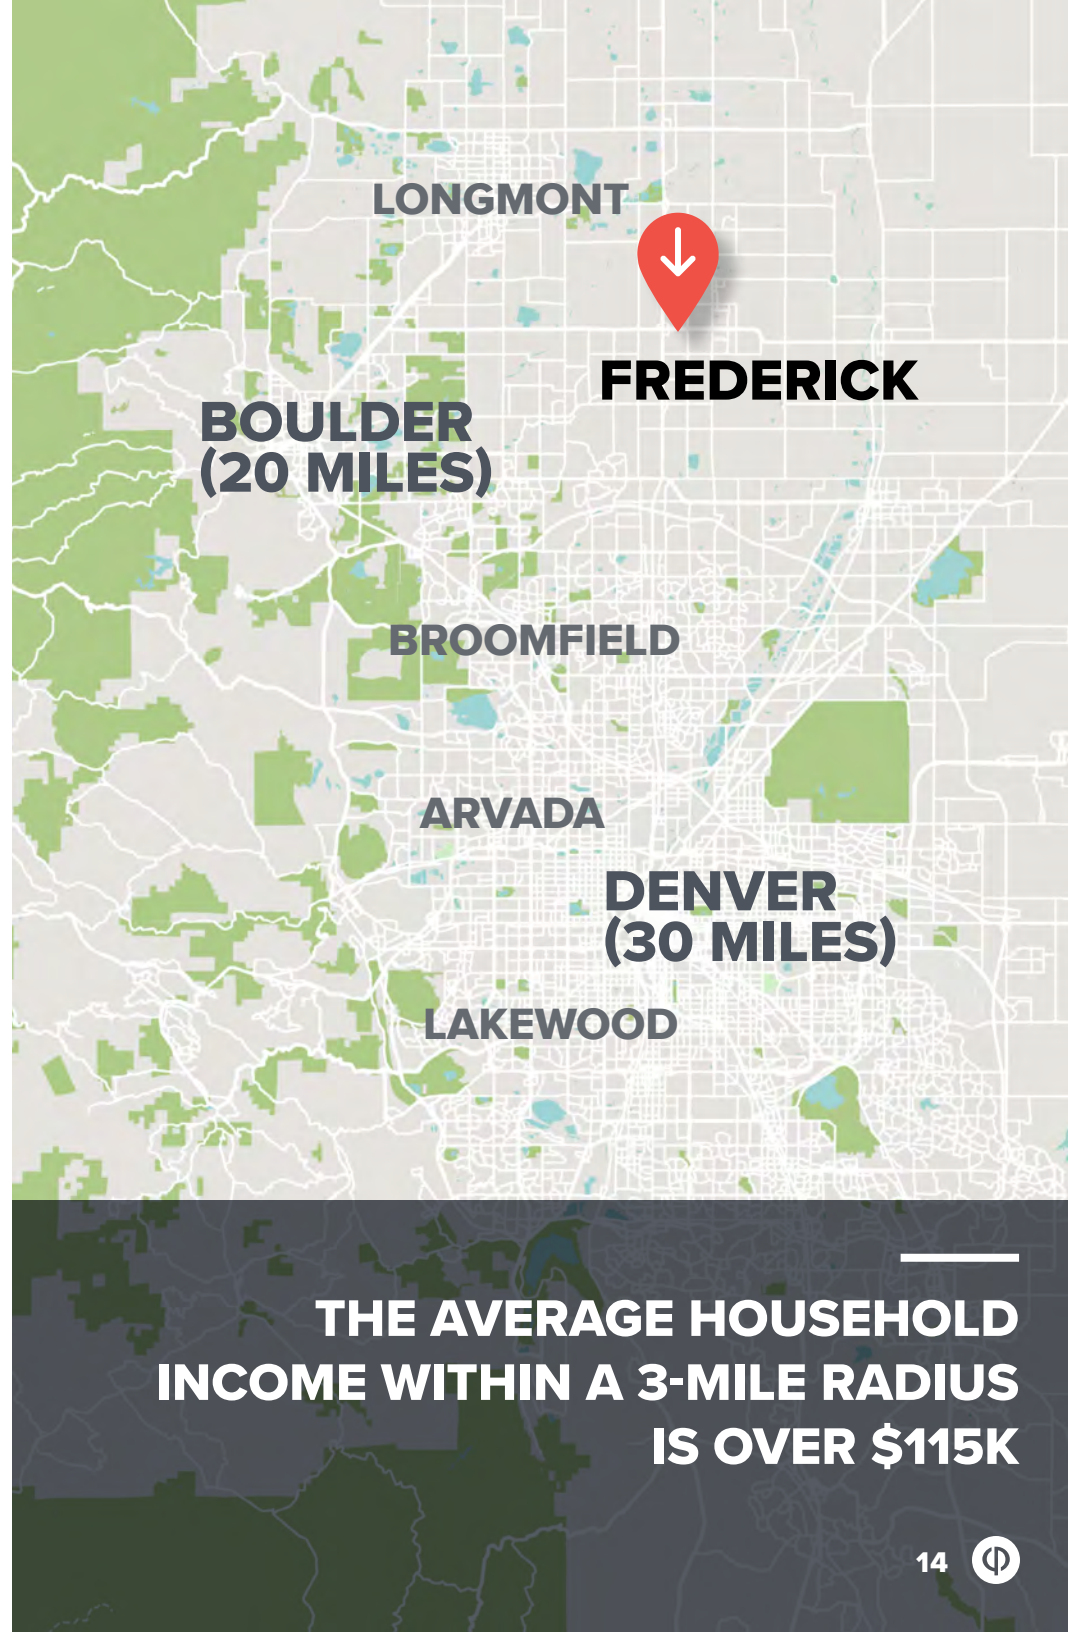 LONGMONT
FREDERICK
BOULDER
(20 MILES)
BROOMFIELD
ARVADA
DENVER
(30 MILES)
LAKEWOOD
THE AVERAGE HOUSEHOLD
INCOME WITHIN A 3-MILE RADIUS
IS OVER $115K
14